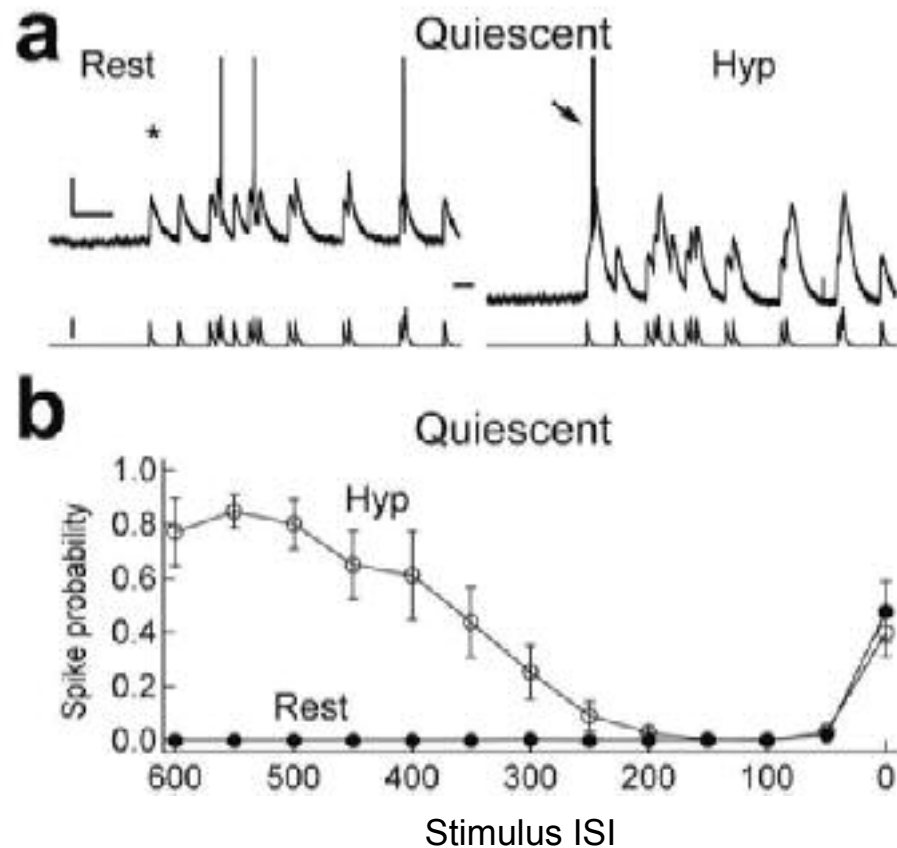 a
Quiescent
Rest
Hyp
*
b
Quiescent
1.0
0.8
0.6
0.4
0.2
0.0
Spike probability
Hyp
Rest
600 500 400 300 200 100 0
Stimulus ISI